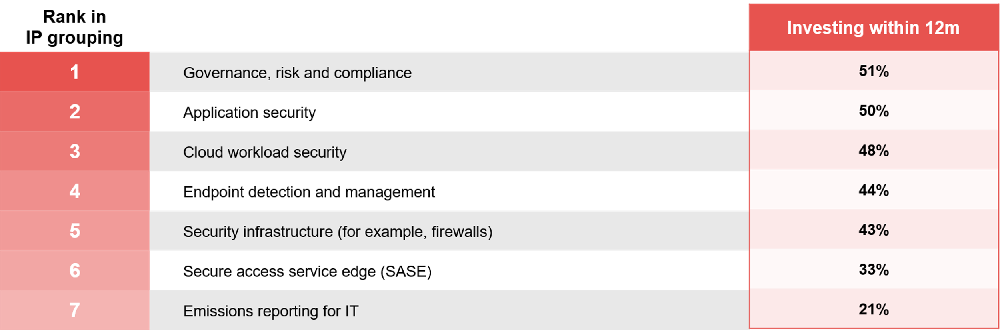 Rank in
IP grouping
Investing within 12m
1 Governance, risk and compliance 51%
2 Application security 50%
3 Cloud workload security 48%
4 Endpoint detection and management 44%
5 Security infrastructure (for example, firewalls) 43%
6 Secure access service edge (SASE) 33%
7 Emissions reporting for IT 21%